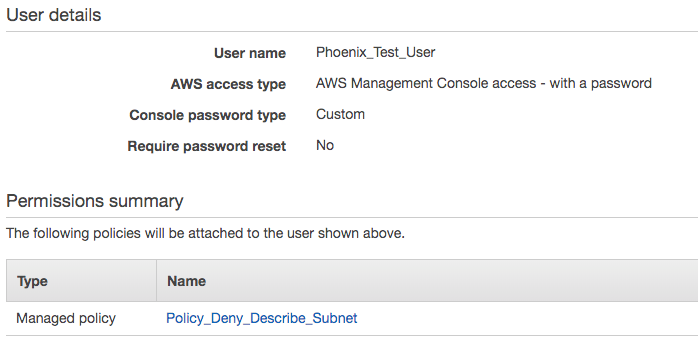 User details
User name Phoenix_Test_User
AWS access type AWS Management Console access - with a password
Console password type Custom
Require password reset No
Permissions summary
The following policies will be attached to the user shown above.
Type Name
Managed policy Policy_Deny_Describe_Subnet